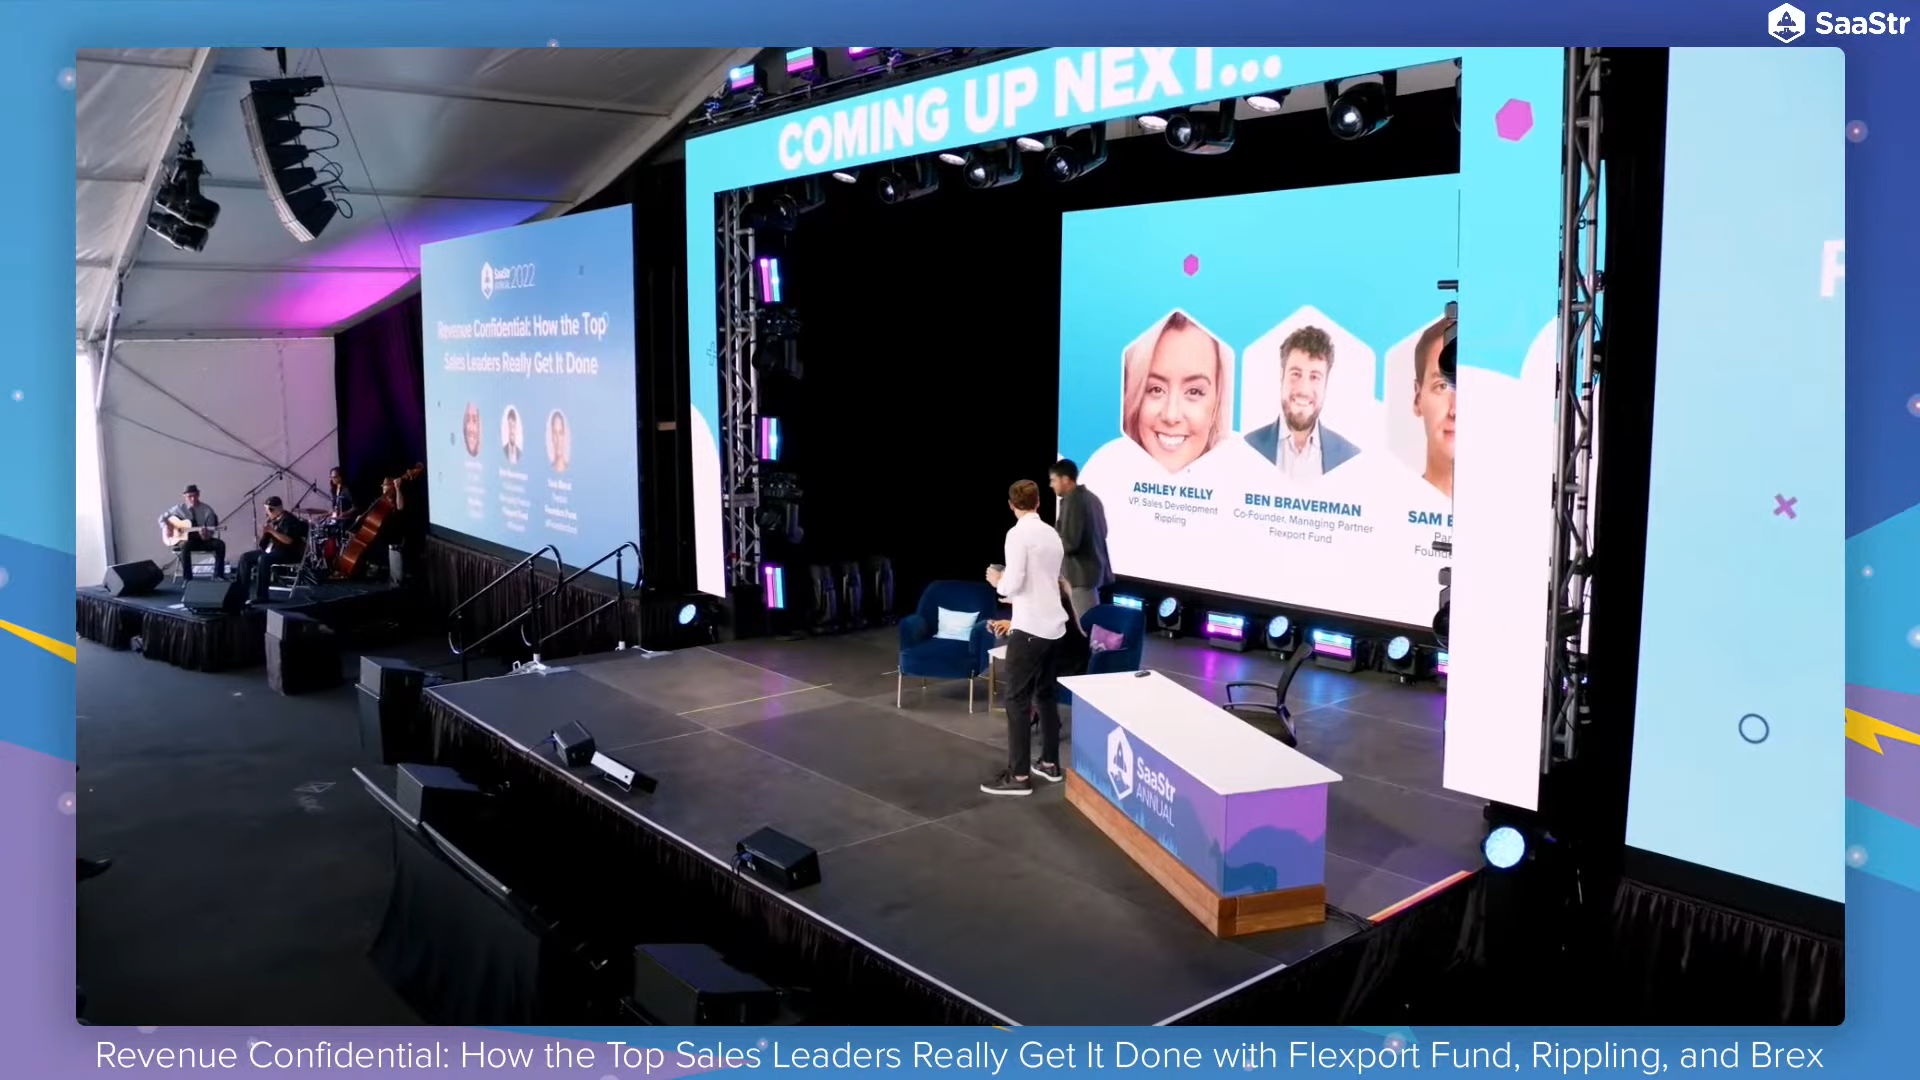 SaaStr
COMING UP NEXT...
SaaStr
ANNUAL 2022
Revenue Confidential: How the Top
Sales Leaders Really Get It Done
ASHLEY KELLY
VP, Sales Development
Rippling
BEN BRAVERMAN
Co-Founder, Managing Partner
Flexport Fund
SAM
SaaStr
ANNUAL
Revenue Confidential: How the Top Sales Leaders Really Get It Done with Flexport Fund, Rippling, and Brex